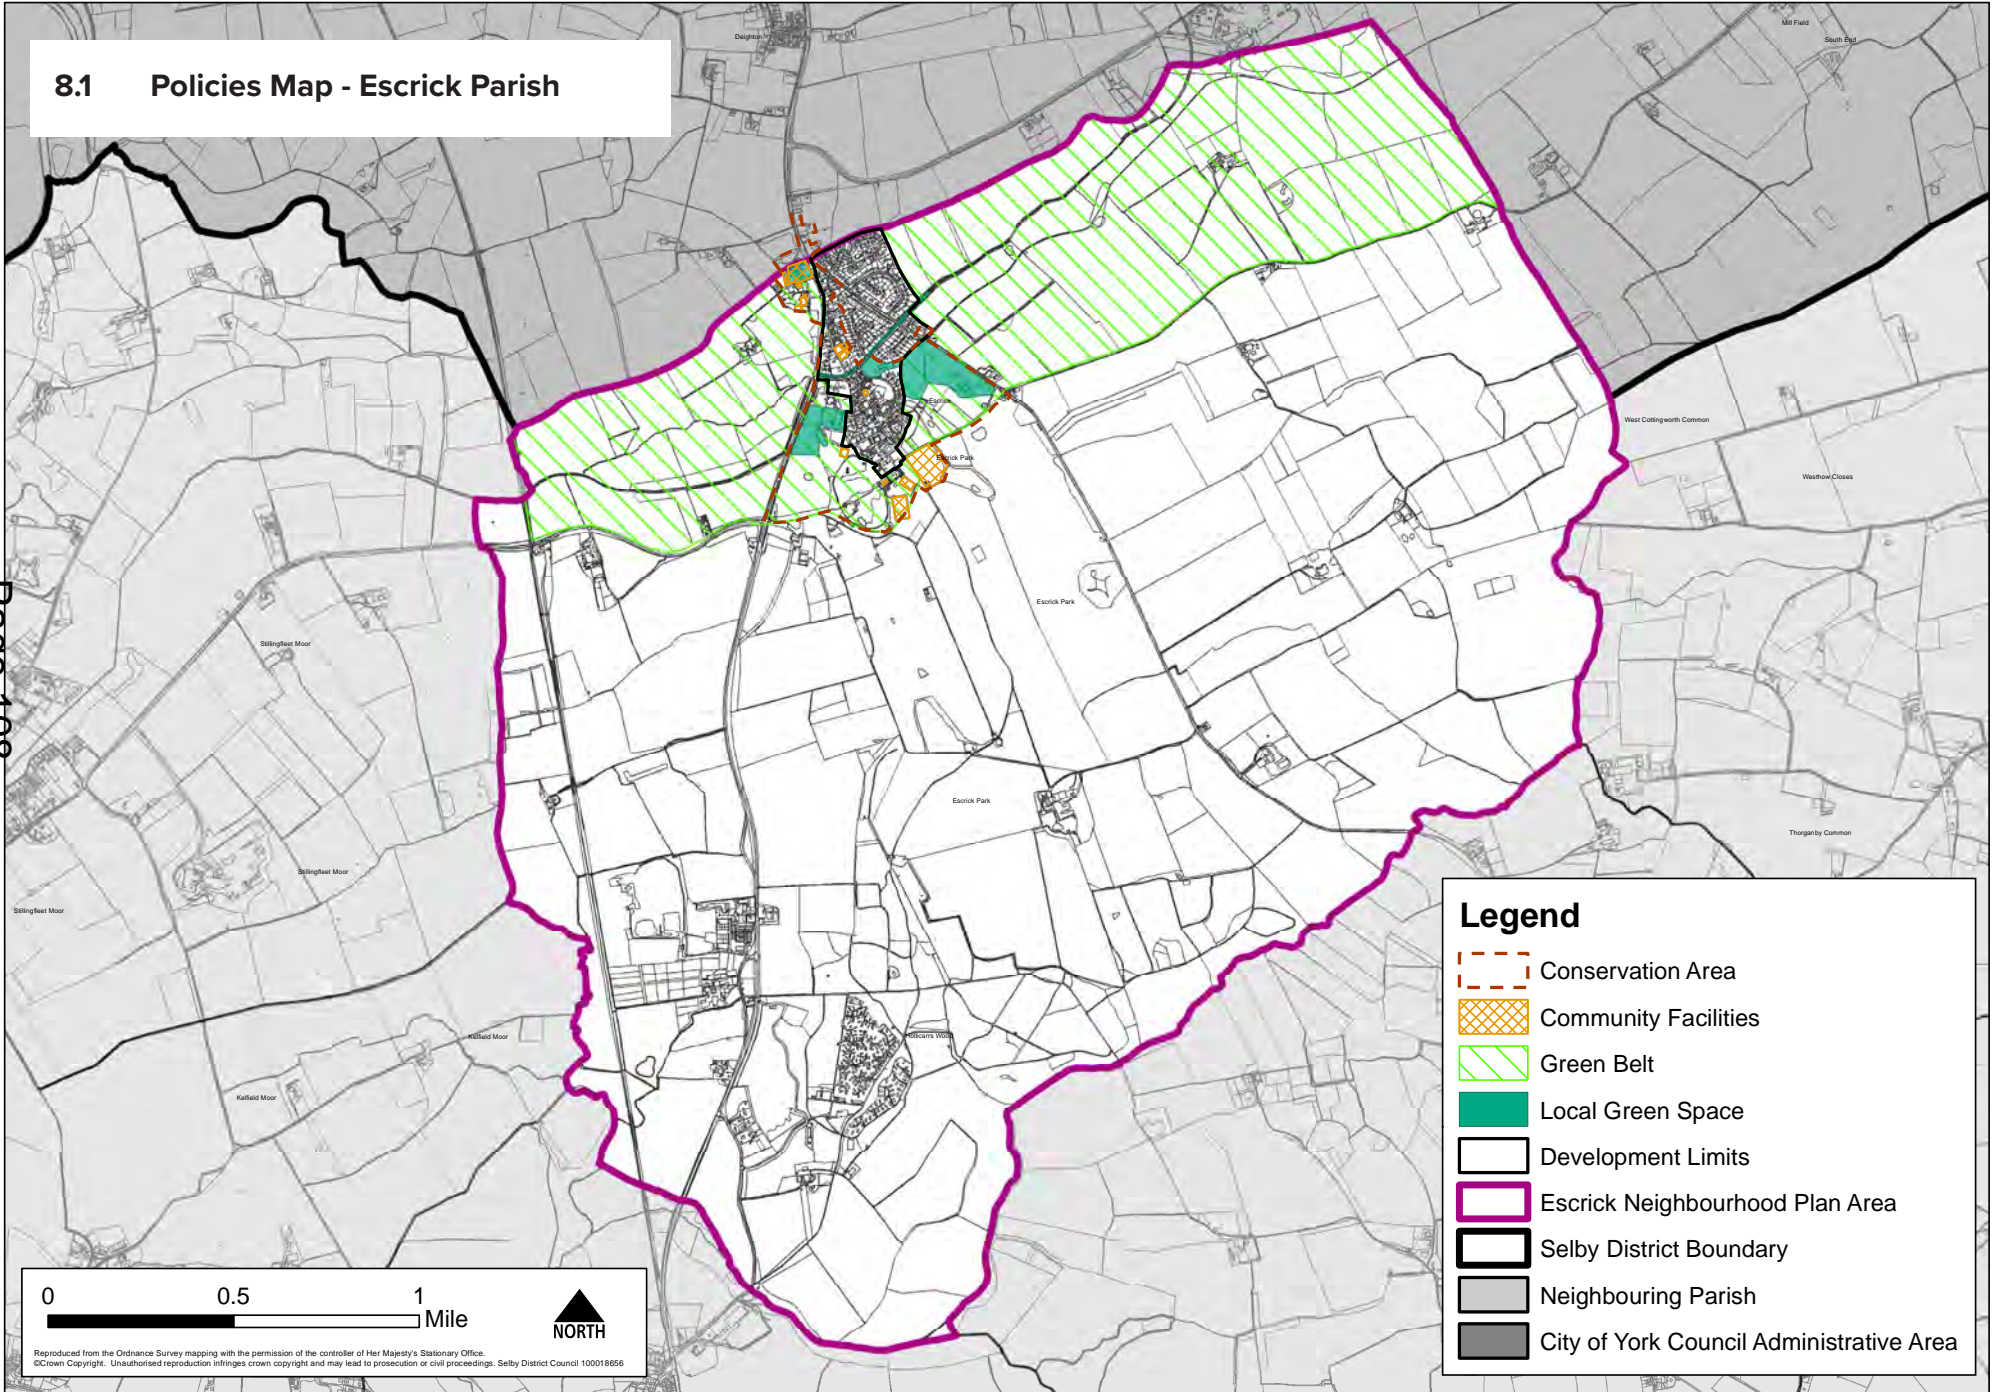 8.1 Policies Map - Escrick Parish
Deighton
Mill Field
South End
Escrick
Escrick Park
West Cottingworth Common
Westhow Closes
Escrick Park
Stillingfleet Moor
Escrick Park
Thorganby Common
Stillingfleet Moor
Stillingfleet Moor
Kelfield Moor
Hollicarrs Wood
Kelfield Moor
Legend
Conservation Area
Community Facilities
Green Belt
Local Green Space
Development Limits
Escrick Neighbourhood Plan Area
Selby District Boundary
Neighbouring Parish
City of York Council Administrative Area
0 0.5 1
Mile
NORTH
Reproduced from the Ordnance Survey mapping with the permission of the controller of Her Majesty's Stationary Office.
©Crown Copyright. Unauthorised reproduction infringes crown copyright and may lead to prosecution or civil proceedings. Selby District Council 100018656